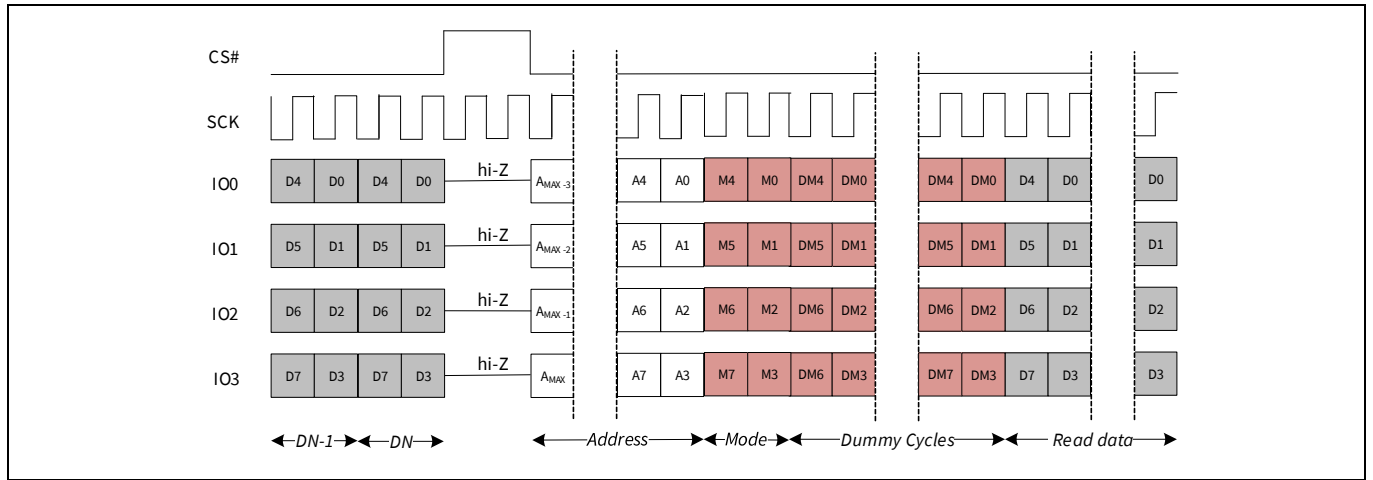 CS#
SCK
IO0 D4 D0 D4 D0 hi-Z AMAX -3 A4 A0 M4 M0 DM4 DM0 DM4 DM0 D4 D0 D0
IO1 D5 D1 D5 D1 hi-Z AMAX -2 A5 A1 M5 M1 DM5 DM1 DM5 DM1 D5 D1 D1
IO2 D6 D2 D6 D2 hi-Z AMAX -1 A6 A2 M6 M2 DM6 DM2 DM6 DM2 D6 D2 D2
IO3 D7 D3 D7 D3 hi-Z AMAX A7 A3 M7 M3 DM6 DM3 DM7 DM3 D7 D3 D3
DN-1 DN Address Mode Dummy Cycles Read data